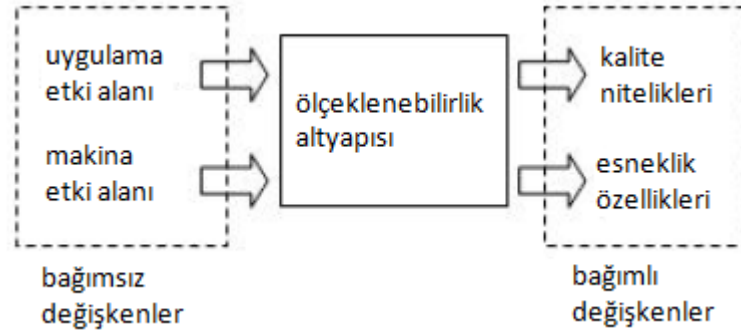 uygulama
etki alanı
makina
etki alanı
bağımsız
değişkenler
ölçeklenebilirlik
altyapısı
kalite
nitelikleri
esneklik
özellikleri
bağımlı
değişkenler